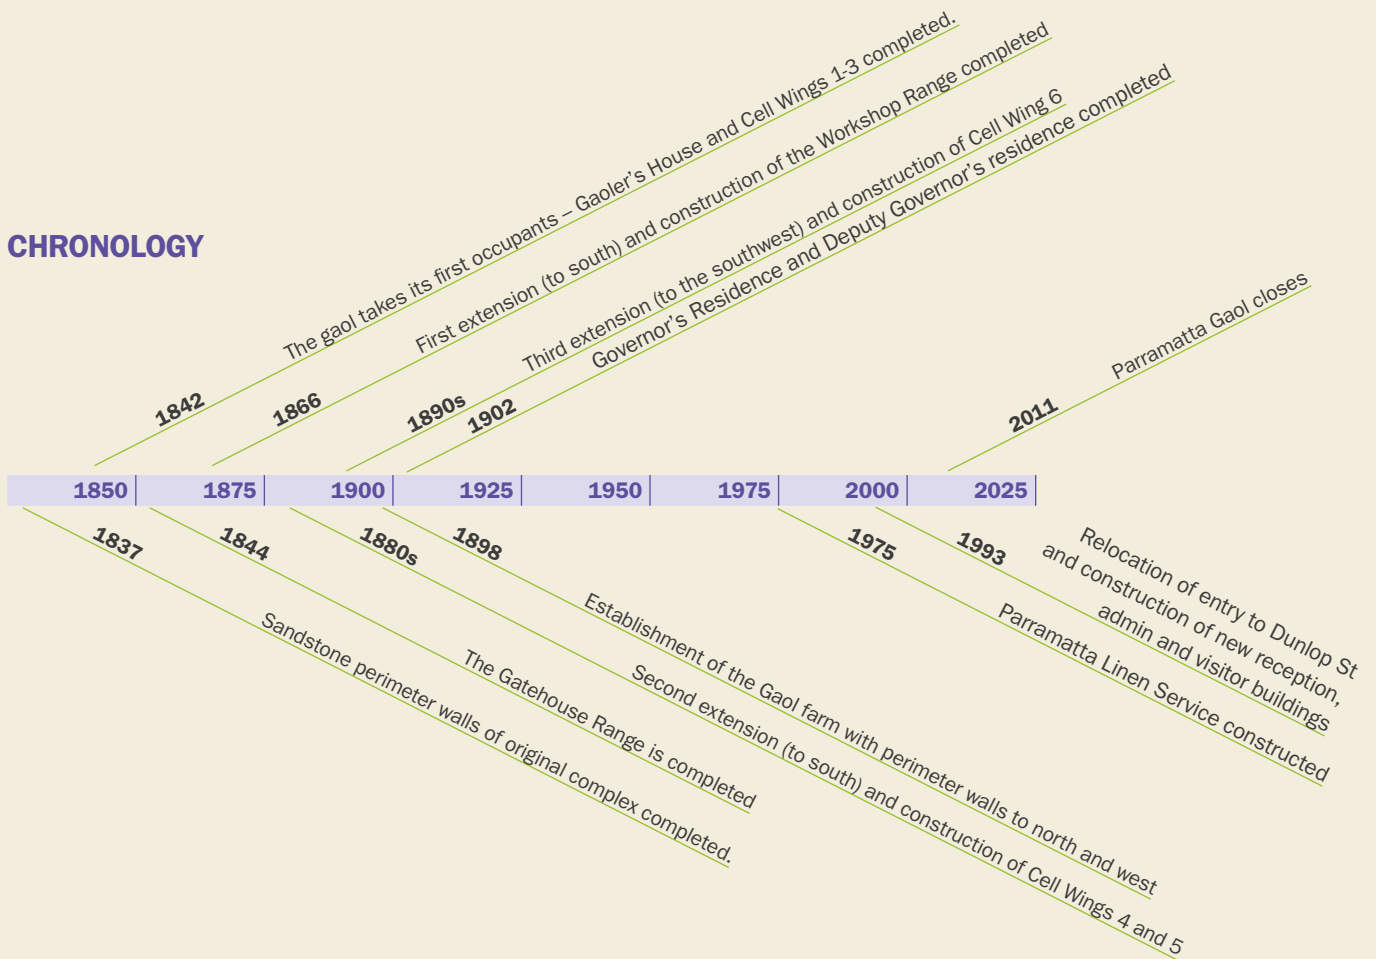 CHRONOLOGY
1842
The gaol takes its first occupants – Gaoler's House and Cell Wings 1-3 completed.
1866
First extension (to south) and construction of the Workshop Range completed
1890s
Third extension (to the southwest) and construction of Cell Wing 6
1902
Governor's Residence and Deputy Governor's residence completed
2011
Parramatta Gaol closes
1850
1875
1900
1925
1950
1975
2000
2025
1837
Sandstone perimeter walls of original complex completed.
1844
The Gatehouse Range is completed
1880s
Second extension (to south) and construction of Cell Wings 4 and 5
1898
Establishment of the Gaol farm with perimeter walls to north and west
1975
Parramatta Linen Service constructed
1993
Relocation of entry to Dunlop St
and construction of new reception,
admin and visitor buildings